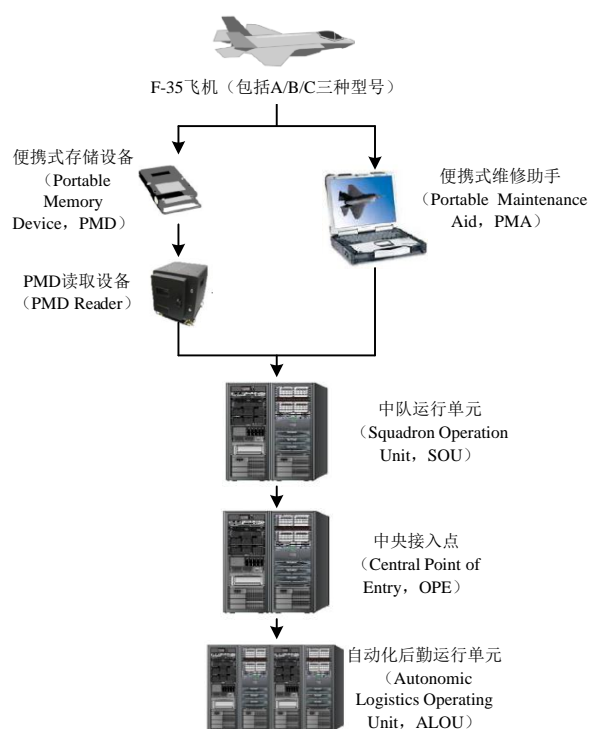 F-35飞机（包括A/B/C三种型号）
便携式存储设备
（Portable
Memory
Device，PMD）
便携式维修助手
（Portable Maintenance
Aid，PMA）
PMD读取设备
（PMD Reader）
中队运行单元
（Squadron Operation
Unit，SOU）
中央接入点
（Central Point of
Entry，OPE）
自动化后勤运行单元
（Autonomic
Logistics Operating
Unit，ALOU）